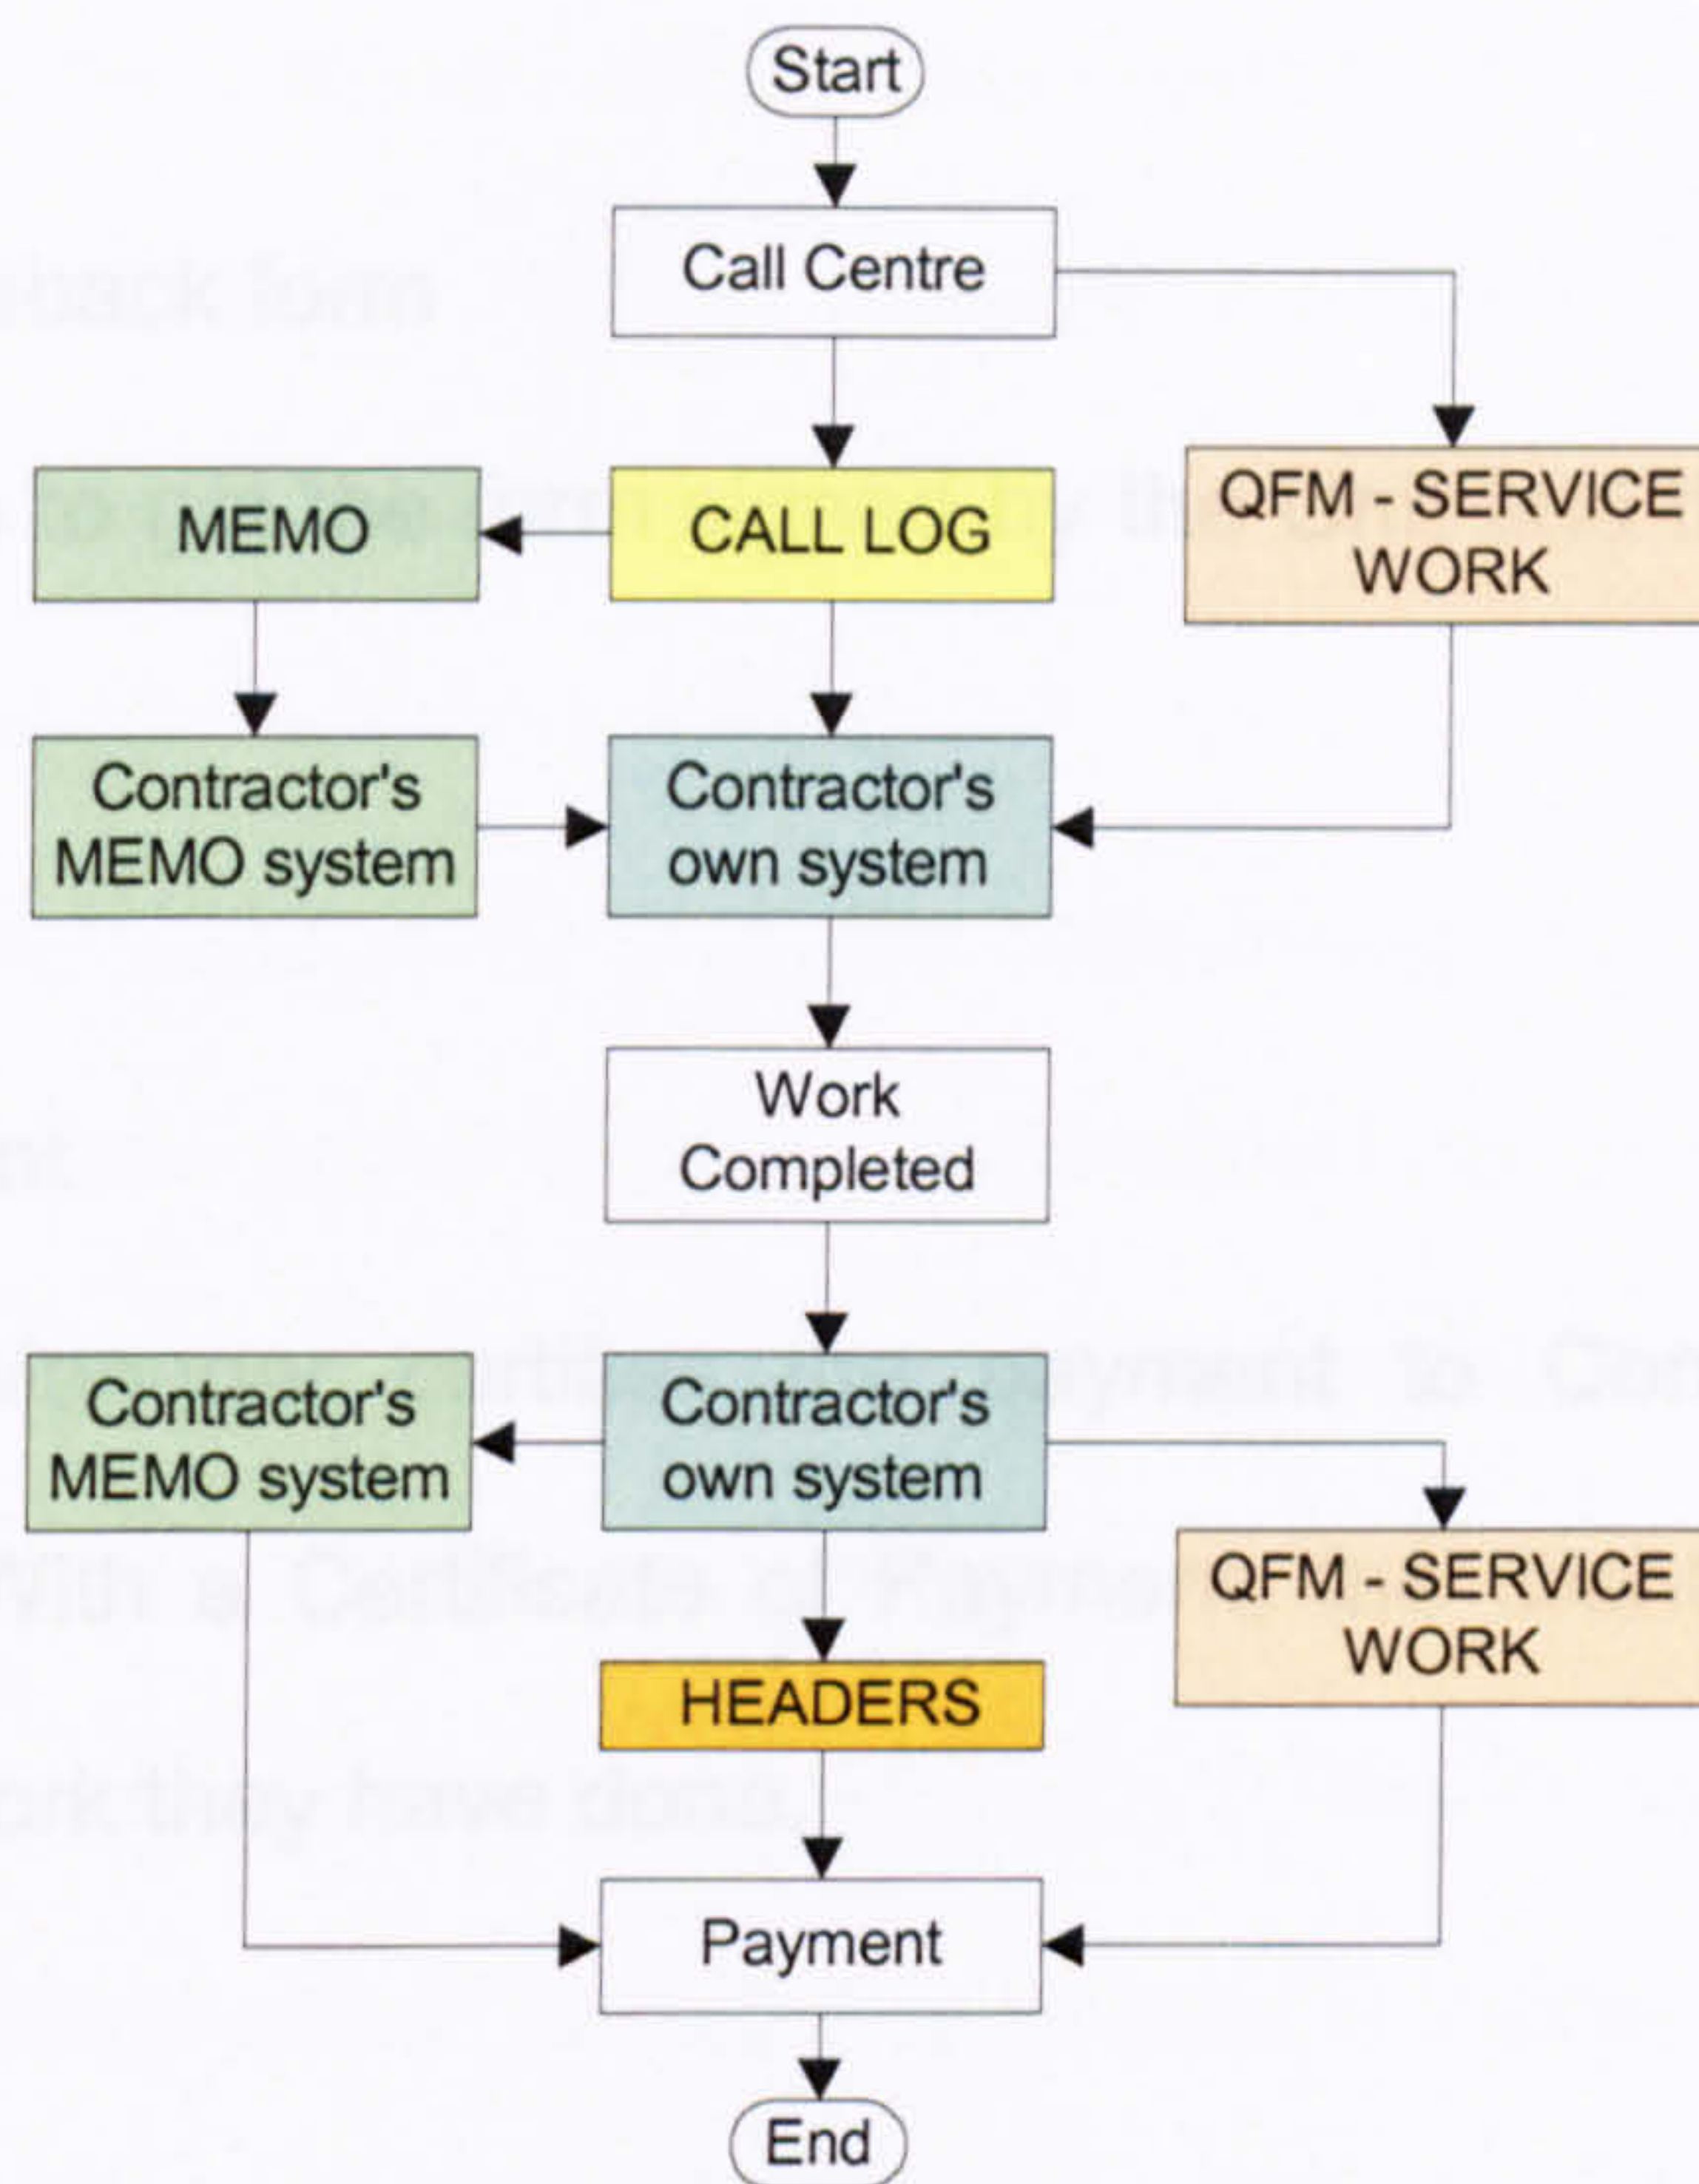 Start
Call Centre
MEMO
CALL LOG
QFM - SERVICE
WORK
Contractor's
MEMO system
Contractor's
own system
Work
Completed
Contractor's
MEMO system
Contractor's
own system
QFM - SERVICE
WORK
HEADERS
Payment
End